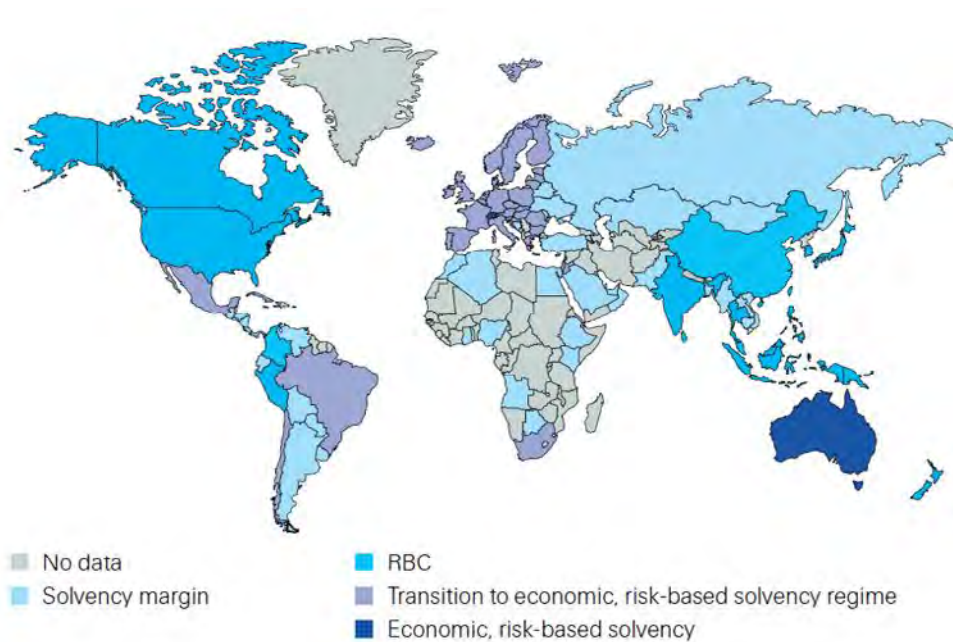 No data
Solvency margin
RBC
Transition to economic, risk-based solvency regime
Economic, risk-based solvency